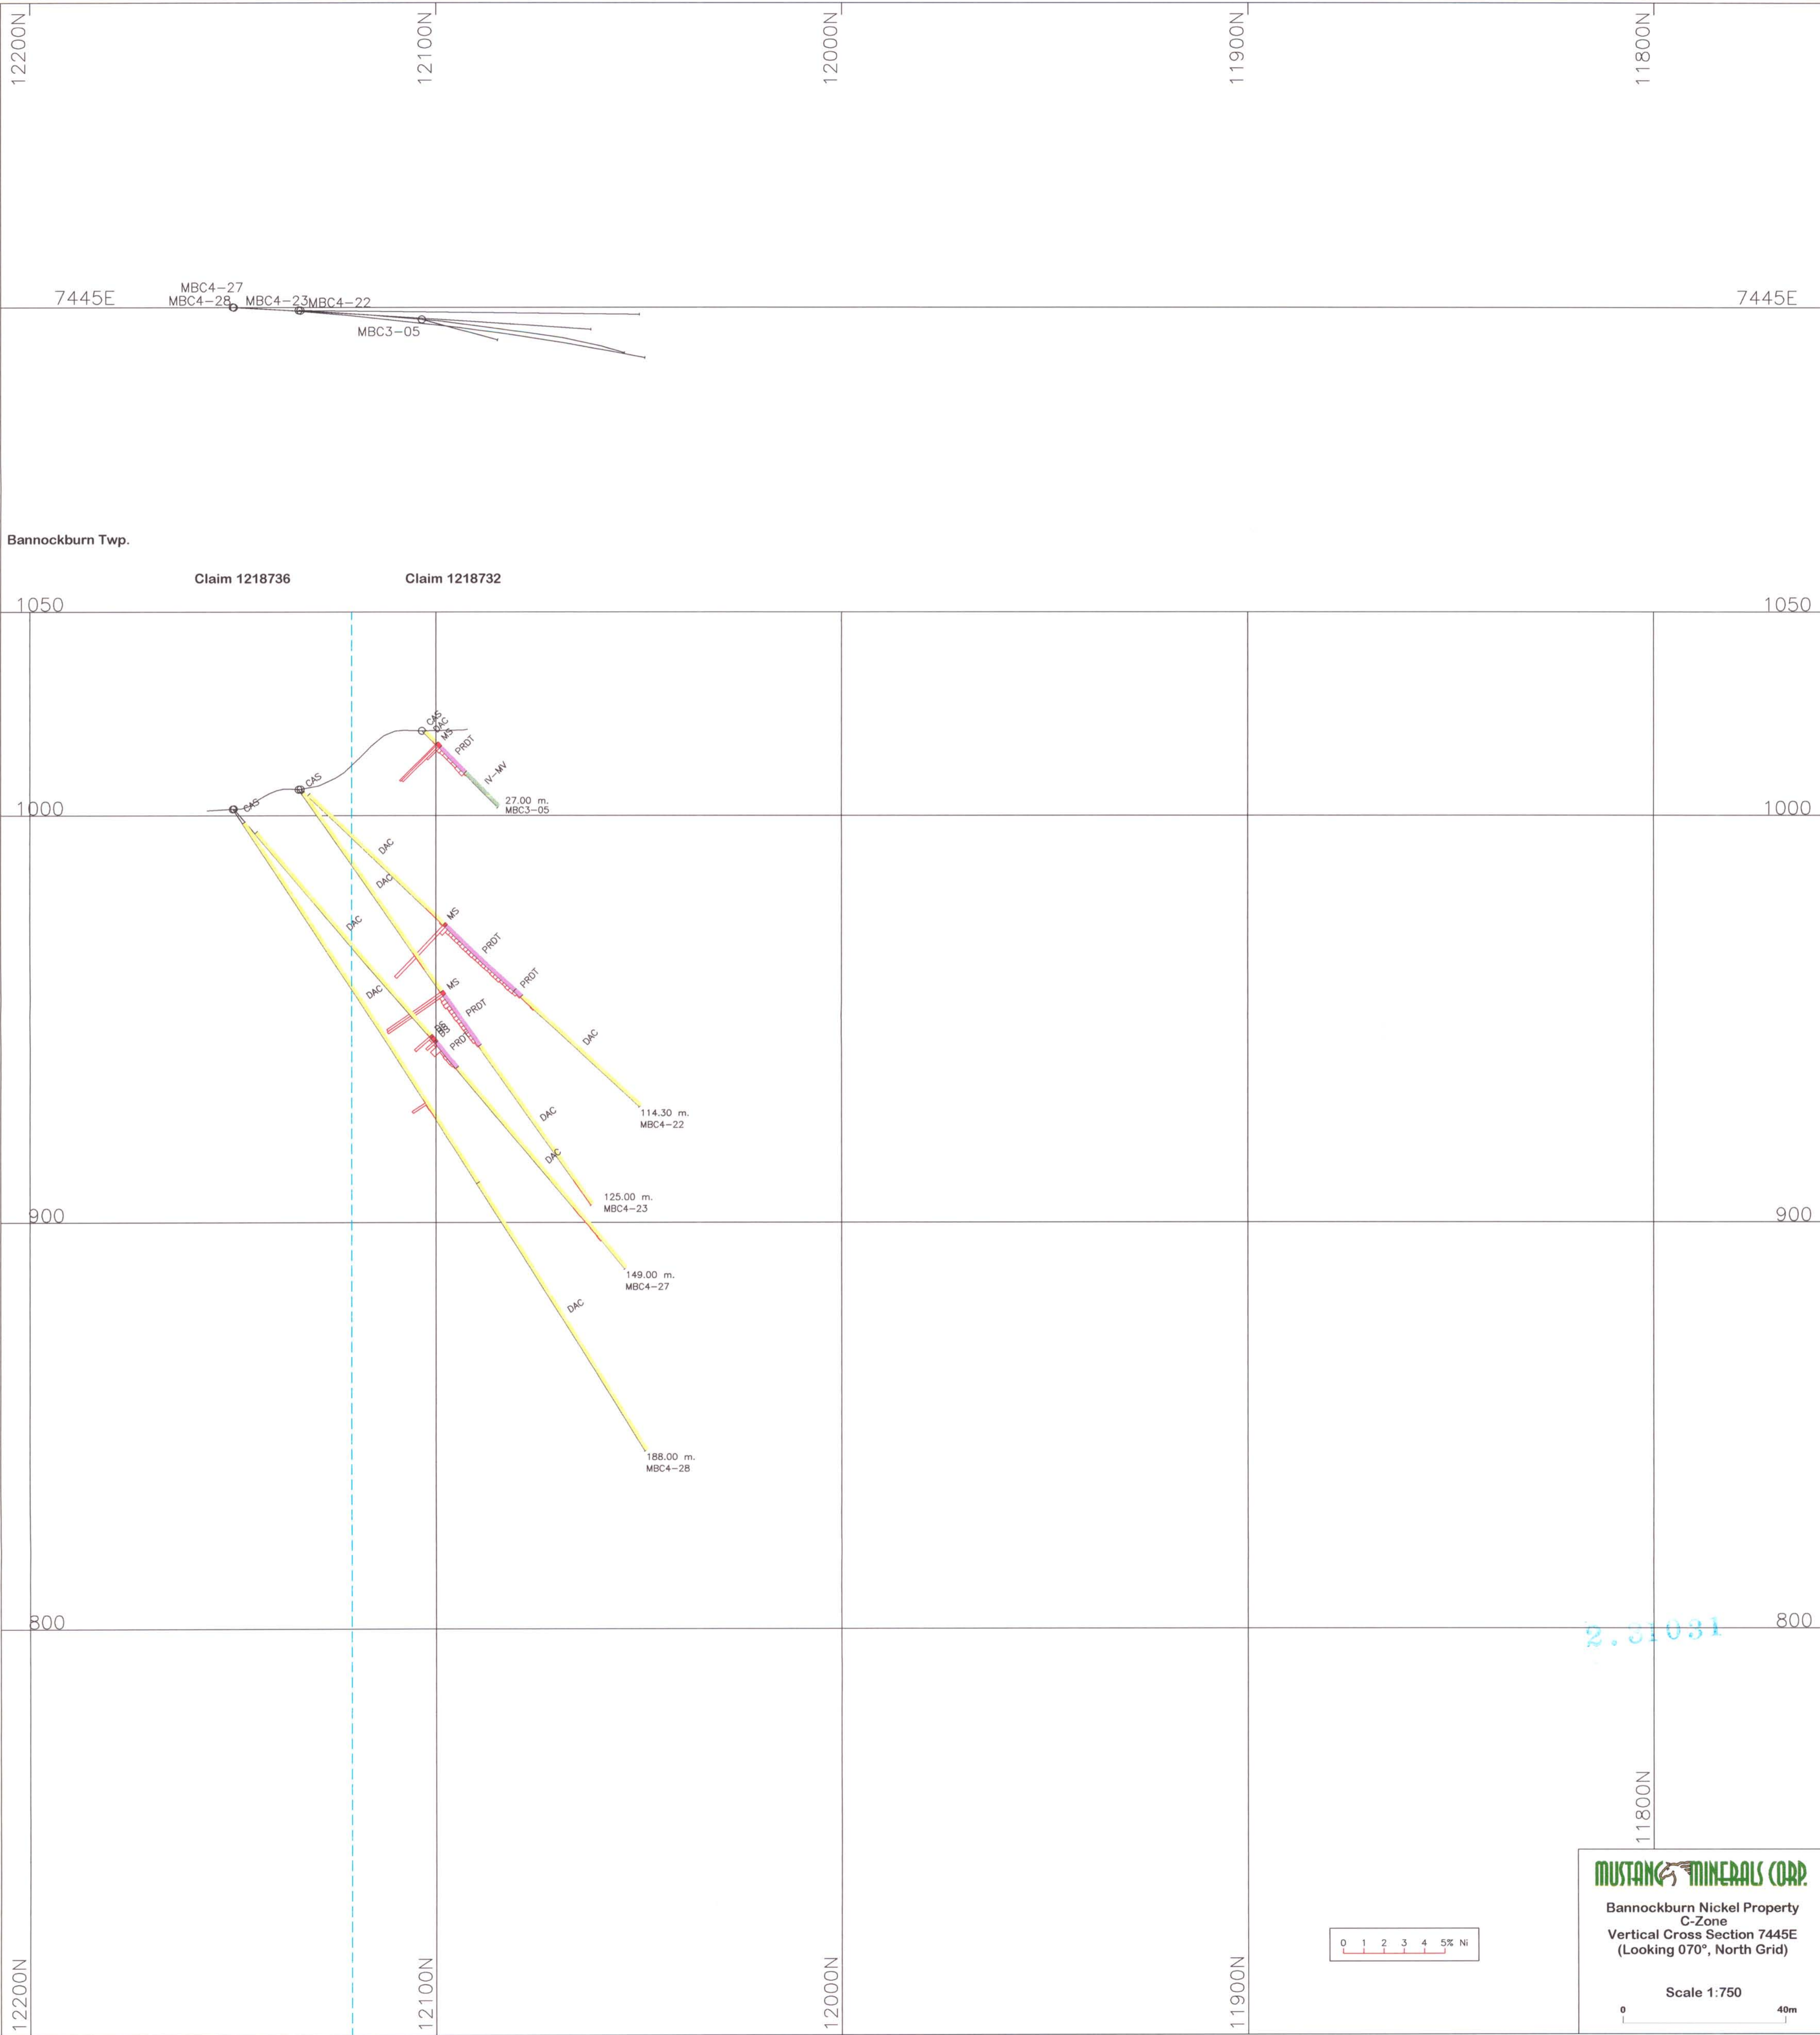 12200N
12100N
12000N
11900N
11800N
MBC4-27
7445E
MBC4-28
MBC4-23
MBC4-22
7445E
MBC3-05
Bannockburn Twp.
Claim 1218736
Claim 1218732
1050
1050
CAS
DAC
MS
PRDT
IV-MV
27.00 m.
MBC3-05
CAS
CAS
1000
1000
DAC
DAC
MS
DAC
PRDT
PRDT
MS
DAC
PRDT
PRDT
DAC
114.30 m.
MBC4-22
DAC
DAC
125.00 m.
MBC4-23
900
900
149.00 m.
MBC4-27
DAC
188.00 m.
MBC4-28
800
800
2.31031
11800N
MUSTANG MINERALS CORP.
Bannockburn Nickel Property
C-Zone
Vertical Cross Section 7445E
(Looking 070°, North Grid)
0 1 2 3 4 5% Ni
Scale 1:750
0 40m
12200N
12100N
12000N
11900N